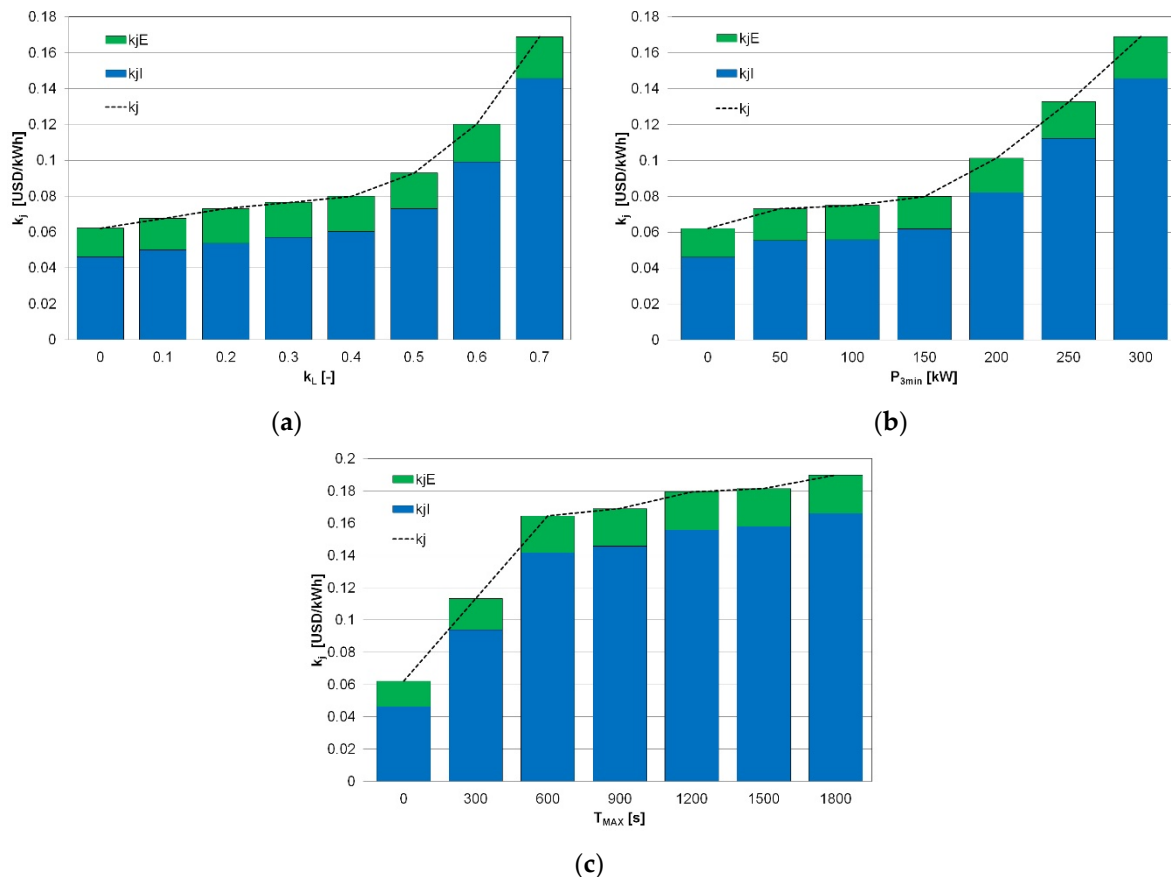 0.18
0.16
0.14
0.12
0.1
0.08
0.06
0.04
0.02
0
kj [USD/kWh]
kjE
kjI
kj
0 0.1 0.2 0.3 0.4 0.5 0.6 0.7
kL [-]
(a)
0.18
0.16
0.14
0.12
0.1
0.08
0.06
0.04
0.02
0
kj [USD/kWh]
kjE
kjI
kj
0 50 100 150 200 250 300
P3min [kW]
(b)
0.2
0.18
0.16
0.14
0.12
0.1
0.08
0.06
0.04
0.02
0
kj [USD/kWh]
kjE
kjI
kj
0 300 600 900 1200 1500 1800
TMAX [s]
(c)